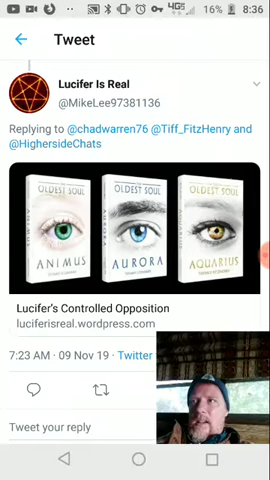 16% 8:36
Tweet
Lucifer Is Real
@MikeLee97381136
Replying to @chadwarren76 @Tiff_FitzHenry and
@HighersideChats
OLDEST SOUL OLDEST SOUL OLDEST SOUL
ANIMUS AURORA AQUARIUS
Lucifer's Controlled Opposition
luciferisreal.wordpress.com
7:23 AM · 09 Nov 19 · Twitter
Tweet your reply